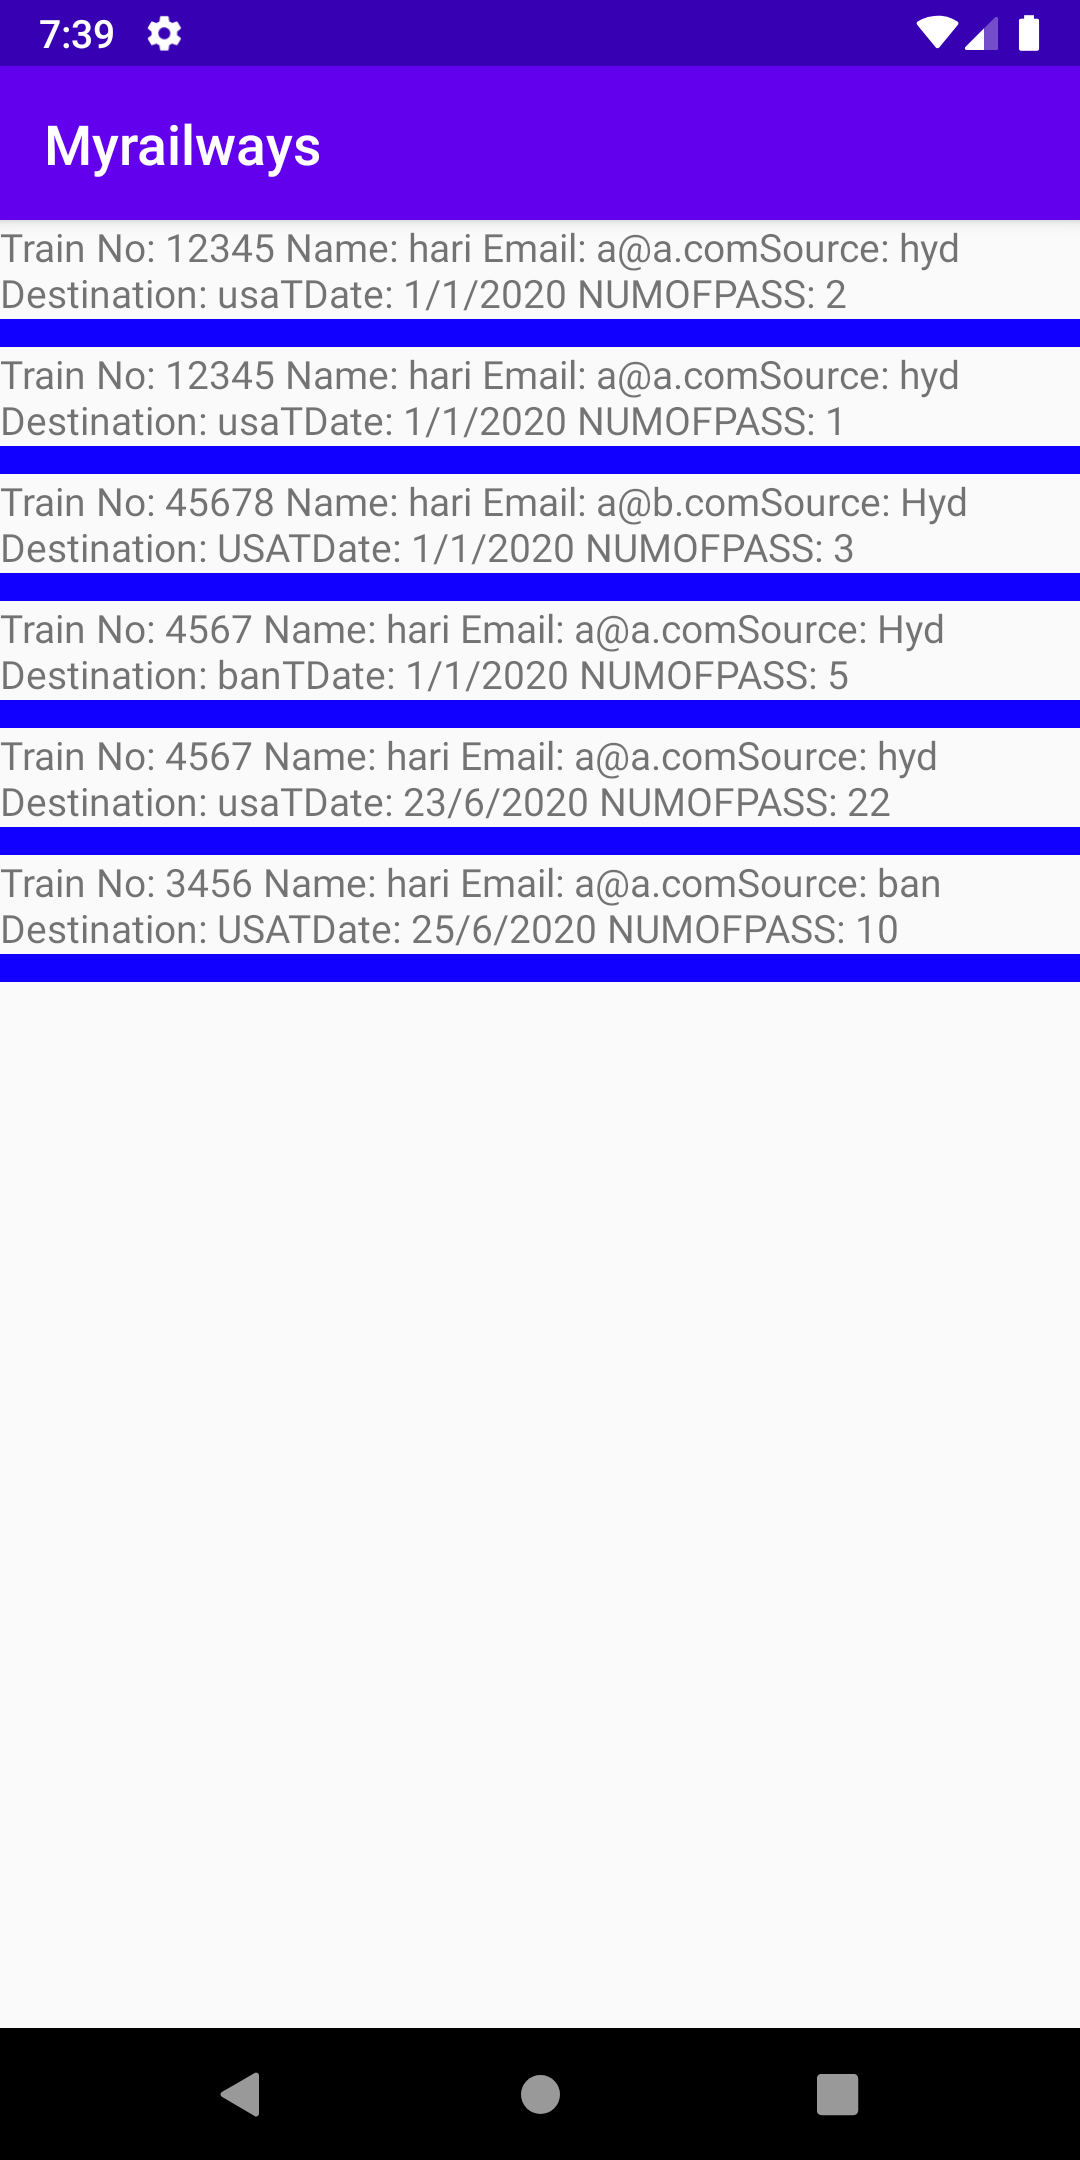 7:39
Myrailways
Train No: 12345 Name: hari Email: a@a.comSource: hyd
Destination: usaTDate: 1/1/2020 NUMOFPASS: 2
Train No: 12345 Name: hari Email: a@a.comSource: hyd
Destination: usaTDate: 1/1/2020 NUMOFPASS: 1
Train No: 45678 Name: hari Email: a@b.comSource: Hyd
Destination: USATDate: 1/1/2020 NUMOFPASS: 3
Train No: 4567 Name: hari Email: a@a.comSource: Hyd
Destination: banTDate: 1/1/2020 NUMOFPASS: 5
Train No: 4567 Name: hari Email: a@a.comSource: hyd
Destination: usaTDate: 23/6/2020 NUMOFPASS: 22
Train No: 3456 Name: hari Email: a@a.comSource: ban
Destination: USATDate: 25/6/2020 NUMOFPASS: 10